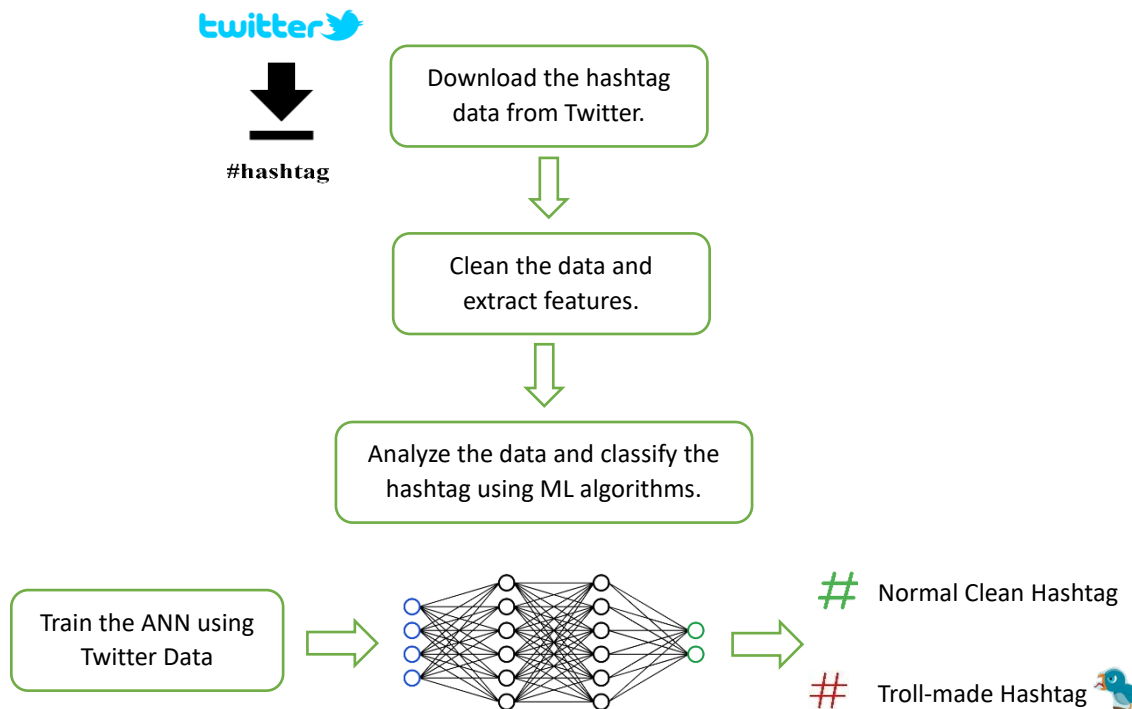 twitter
#hashtag
Download the hashtag
data from Twitter.
Clean the data and
extract features.
Analyze the data and classify the
hashtag using ML algorithms.
Train the ANN using
Twitter Data
# Normal Clean Hashtag
# Troll-made Hashtag